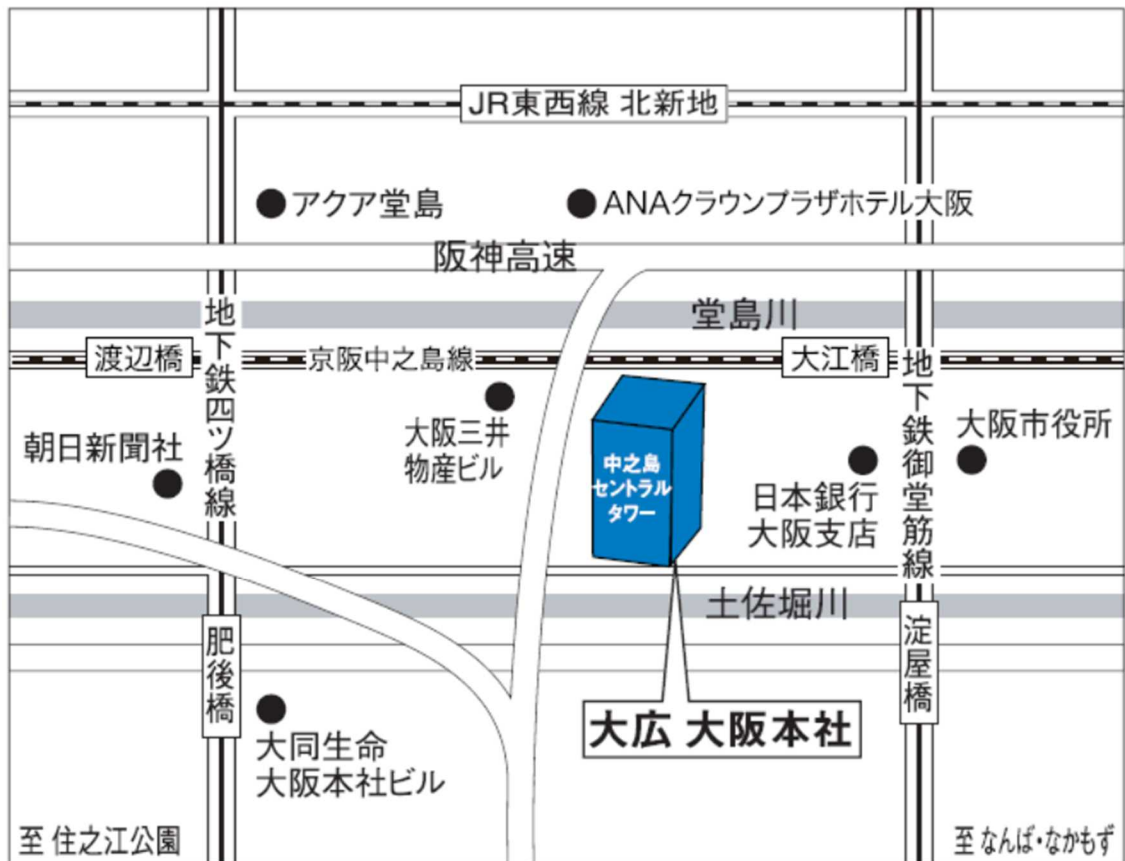 JR東西線 北新地
アクア堂島
ANAクラウンプラザホテル大阪
阪神高速
堂島川
地下鉄四ツ橋線
渡辺橋
京阪中之島線
大江橋
地下鉄御堂筋線
大阪三井
物産ビル
朝日新聞社
中之島
セントラル
タワー
日本銀行
大阪支店
大阪市役所
土佐堀川
肥後橋
淀屋橋
大広 大阪本社
大同生命
大阪本社ビル
至 住之江公園
至 なんば・なかもず